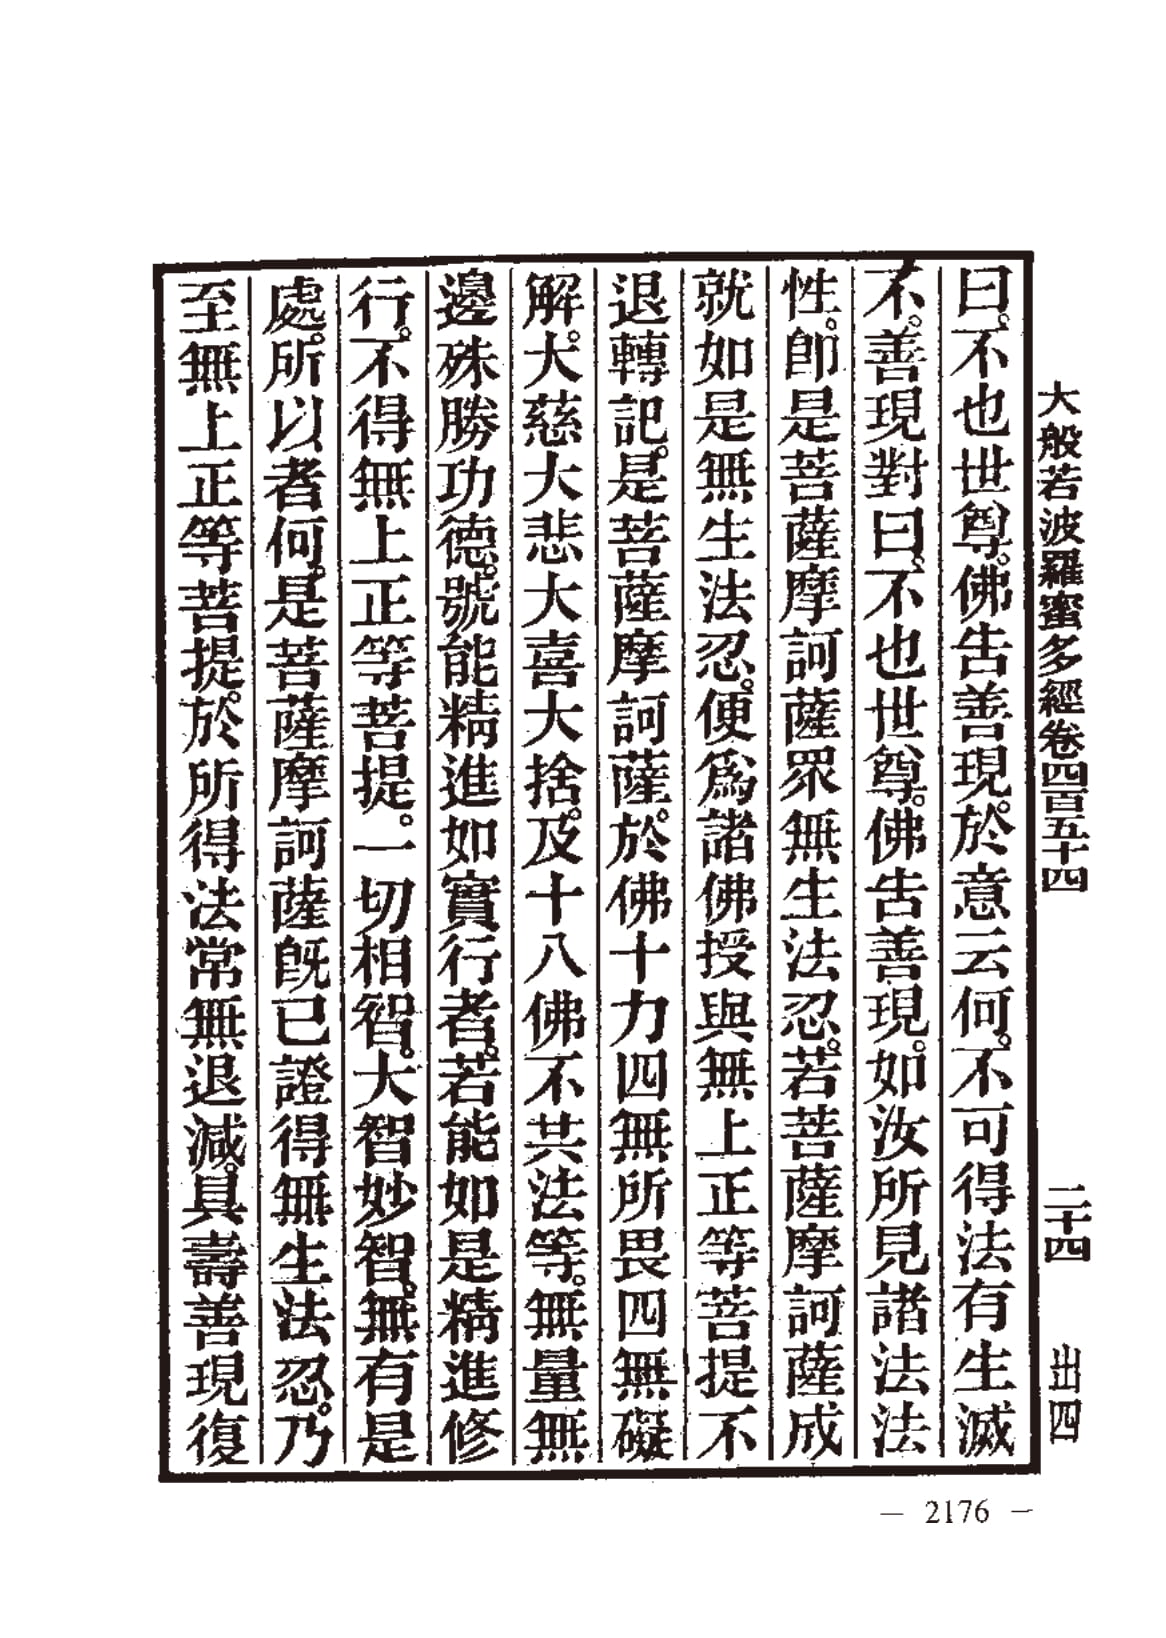 大般若波羅蜜多經卷四百五十四　二十四　出四
曰。不也世尊。佛告善現。於意云何。不可得法有生滅
不。善現對曰。不也世尊。佛告善現。如汝所見諸法法
性。卽是菩薩摩訶薩眾無生法忍。若菩薩摩訶薩成
就如是無生法忍。便爲諸佛授與無上正等菩提不
退轉記。是菩薩摩訶薩。於佛十力四無所畏四無礙
解。大慈大悲大喜大捨。及十八佛不共法等。無量無
邊殊勝功德。號能精進如實行者。若能如是精進修
行。不得無上正等菩提。一切相智。大智妙智。無有是
處。所以者何。是菩薩摩訶薩旣已證得無生法忍。乃
至無上正等菩提。於所得法常無退減。具壽善現復
— 2176 —